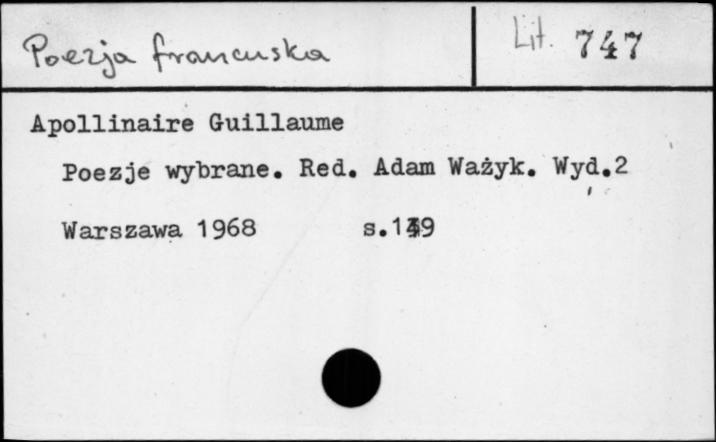 Poezja francuska
Lit. 747
Apollinaire Guillaume
Poezje wybrane. Red. Adam Ważyk. Wyd.2
Warszawa 1968